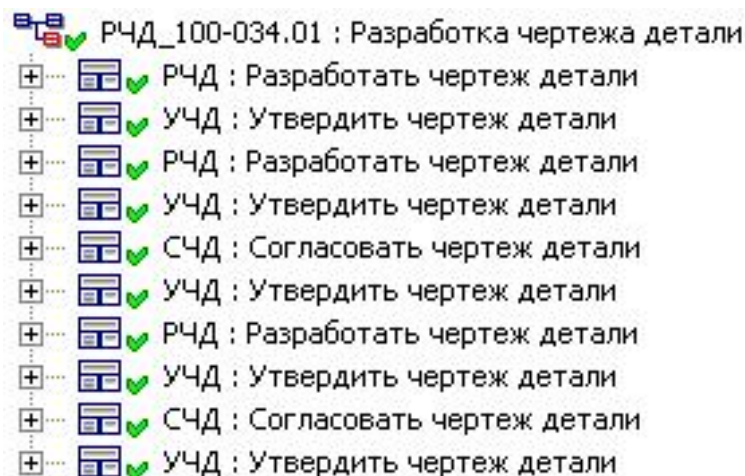 РЧД_100-034.01 : Разработка чертежа детали
РЧД : Разработать чертеж детали
УЧД : Утвердить чертеж детали
РЧД : Разработать чертеж детали
УЧД : Утвердить чертеж детали
СЧД : Согласовать чертеж детали
УЧД : Утвердить чертеж детали
РЧД : Разработать чертеж детали
УЧД : Утвердить чертеж детали
СЧД : Согласовать чертеж детали
УЧД : Утвердить чертеж детали